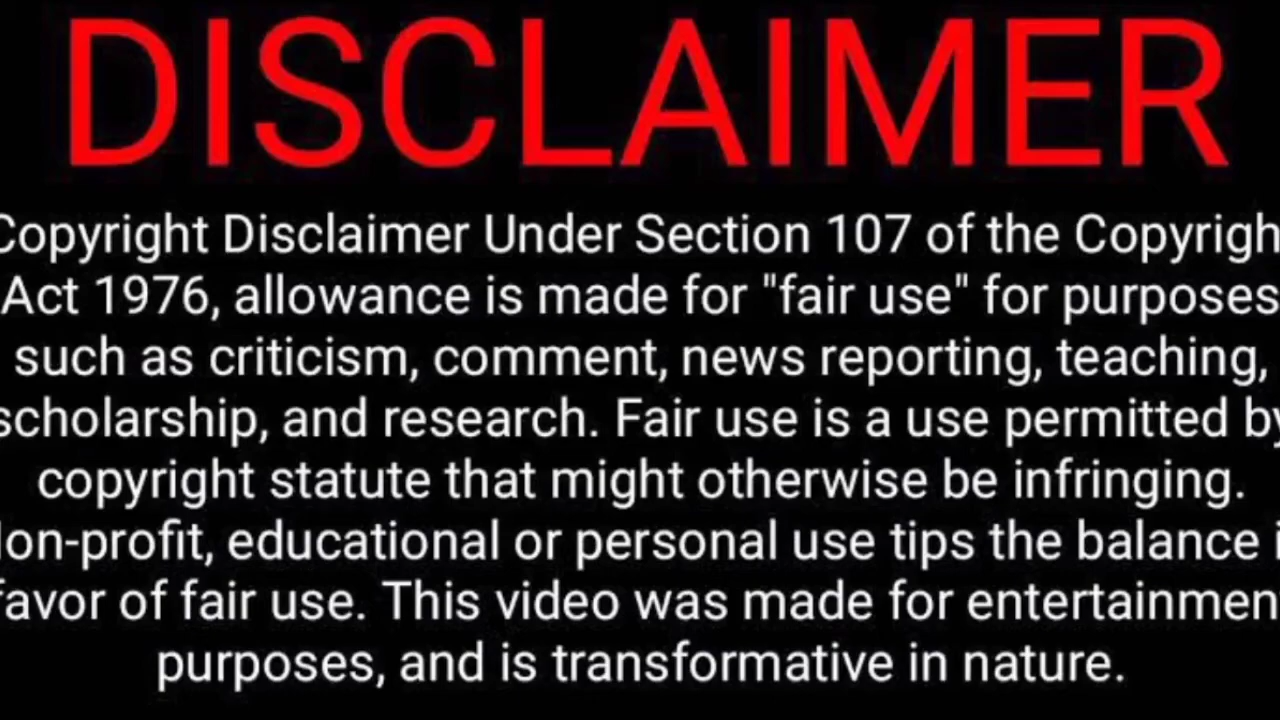 DISCLAIMER
Copyright Disclaimer Under Section 107 of the Copyrigh
Act 1976, allowance is made for "fair use" for purposes
such as criticism, comment, news reporting, teaching,
scholarship, and research. Fair use is a use permitted by
copyright statute that might otherwise be infringing.
lon-profit, educational or personal use tips the balance i
favor of fair use. This video was made for entertainmen
purposes, and is transformative in nature.